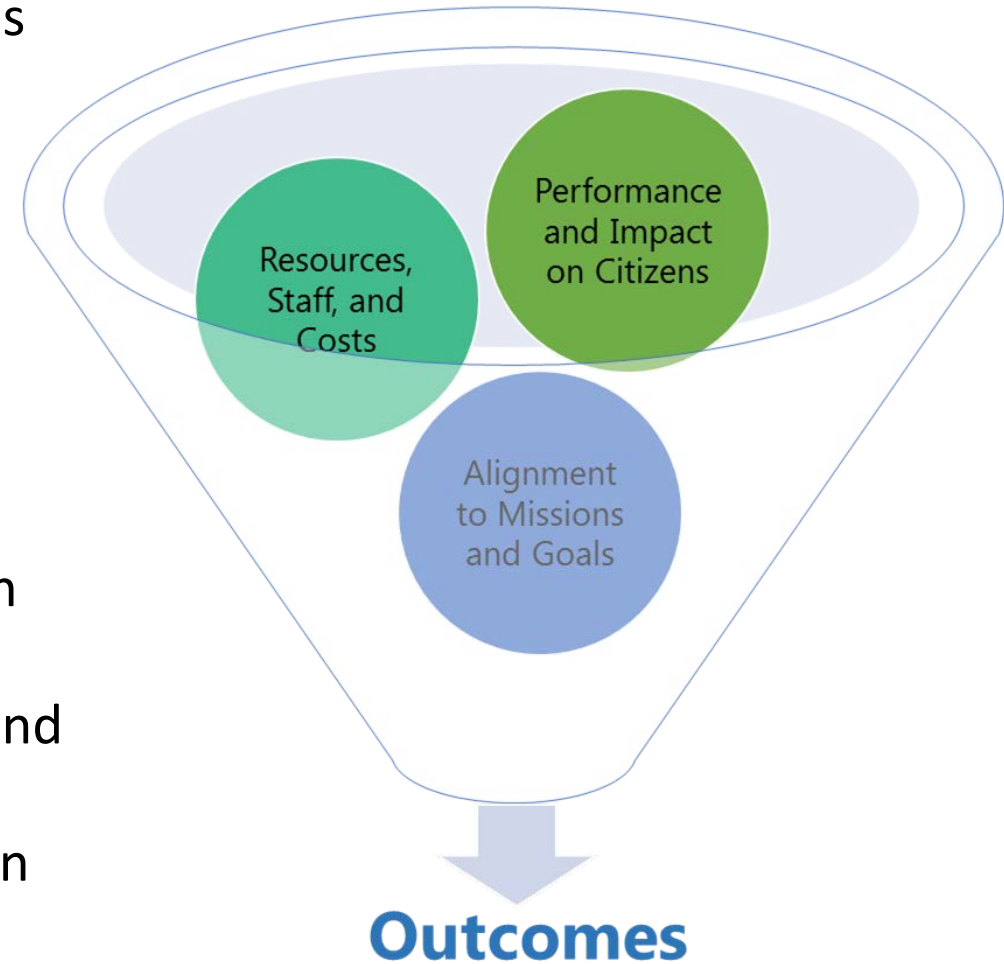 s
Performance
and Impact
on Citizens
Resources,
Staff, and
Costs
Alignment
to Missions
and Goals
n
nd
n
Outcomes